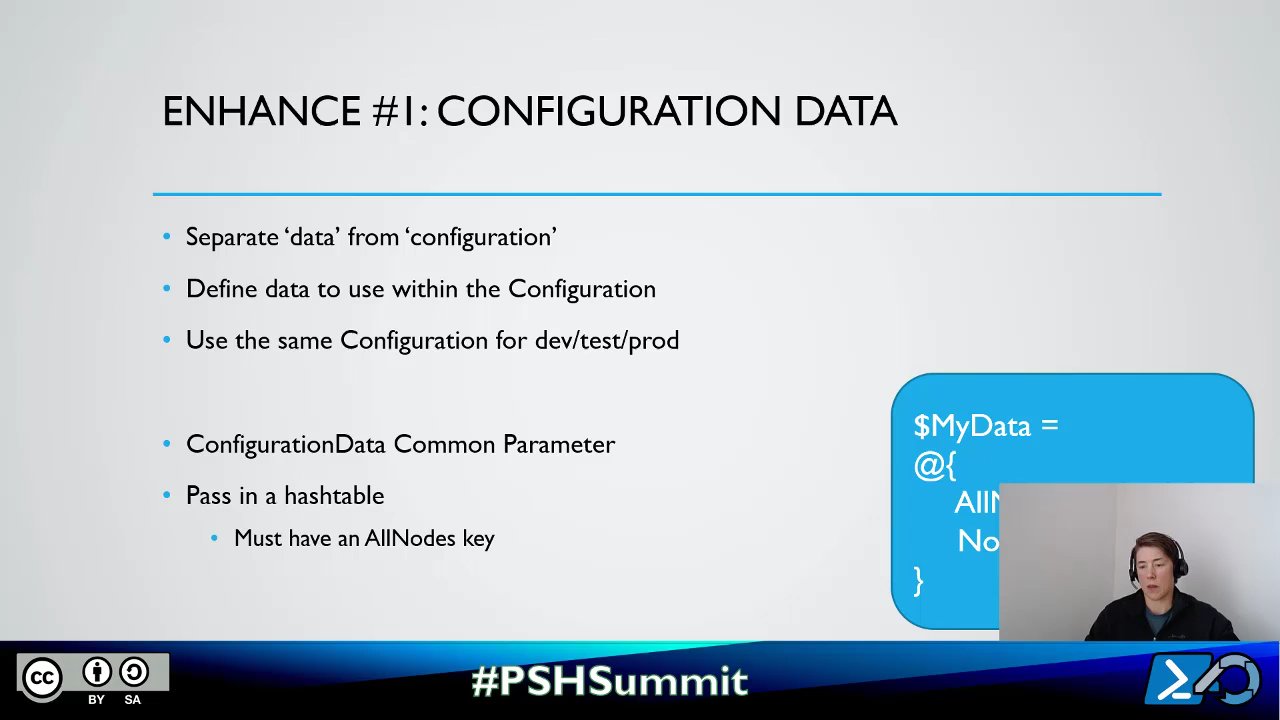 ENHANCE #1: CONFIGURATION DATA
Separate ‘data’ from ‘configuration’
Define data to use within the Configuration
Use the same Configuration for dev/test/prod
ConfigurationData Common Parameter
Pass in a hashtable
Must have an AllNodes key
$MyData =
@{
}
#PSHSummit
CC
BY SA